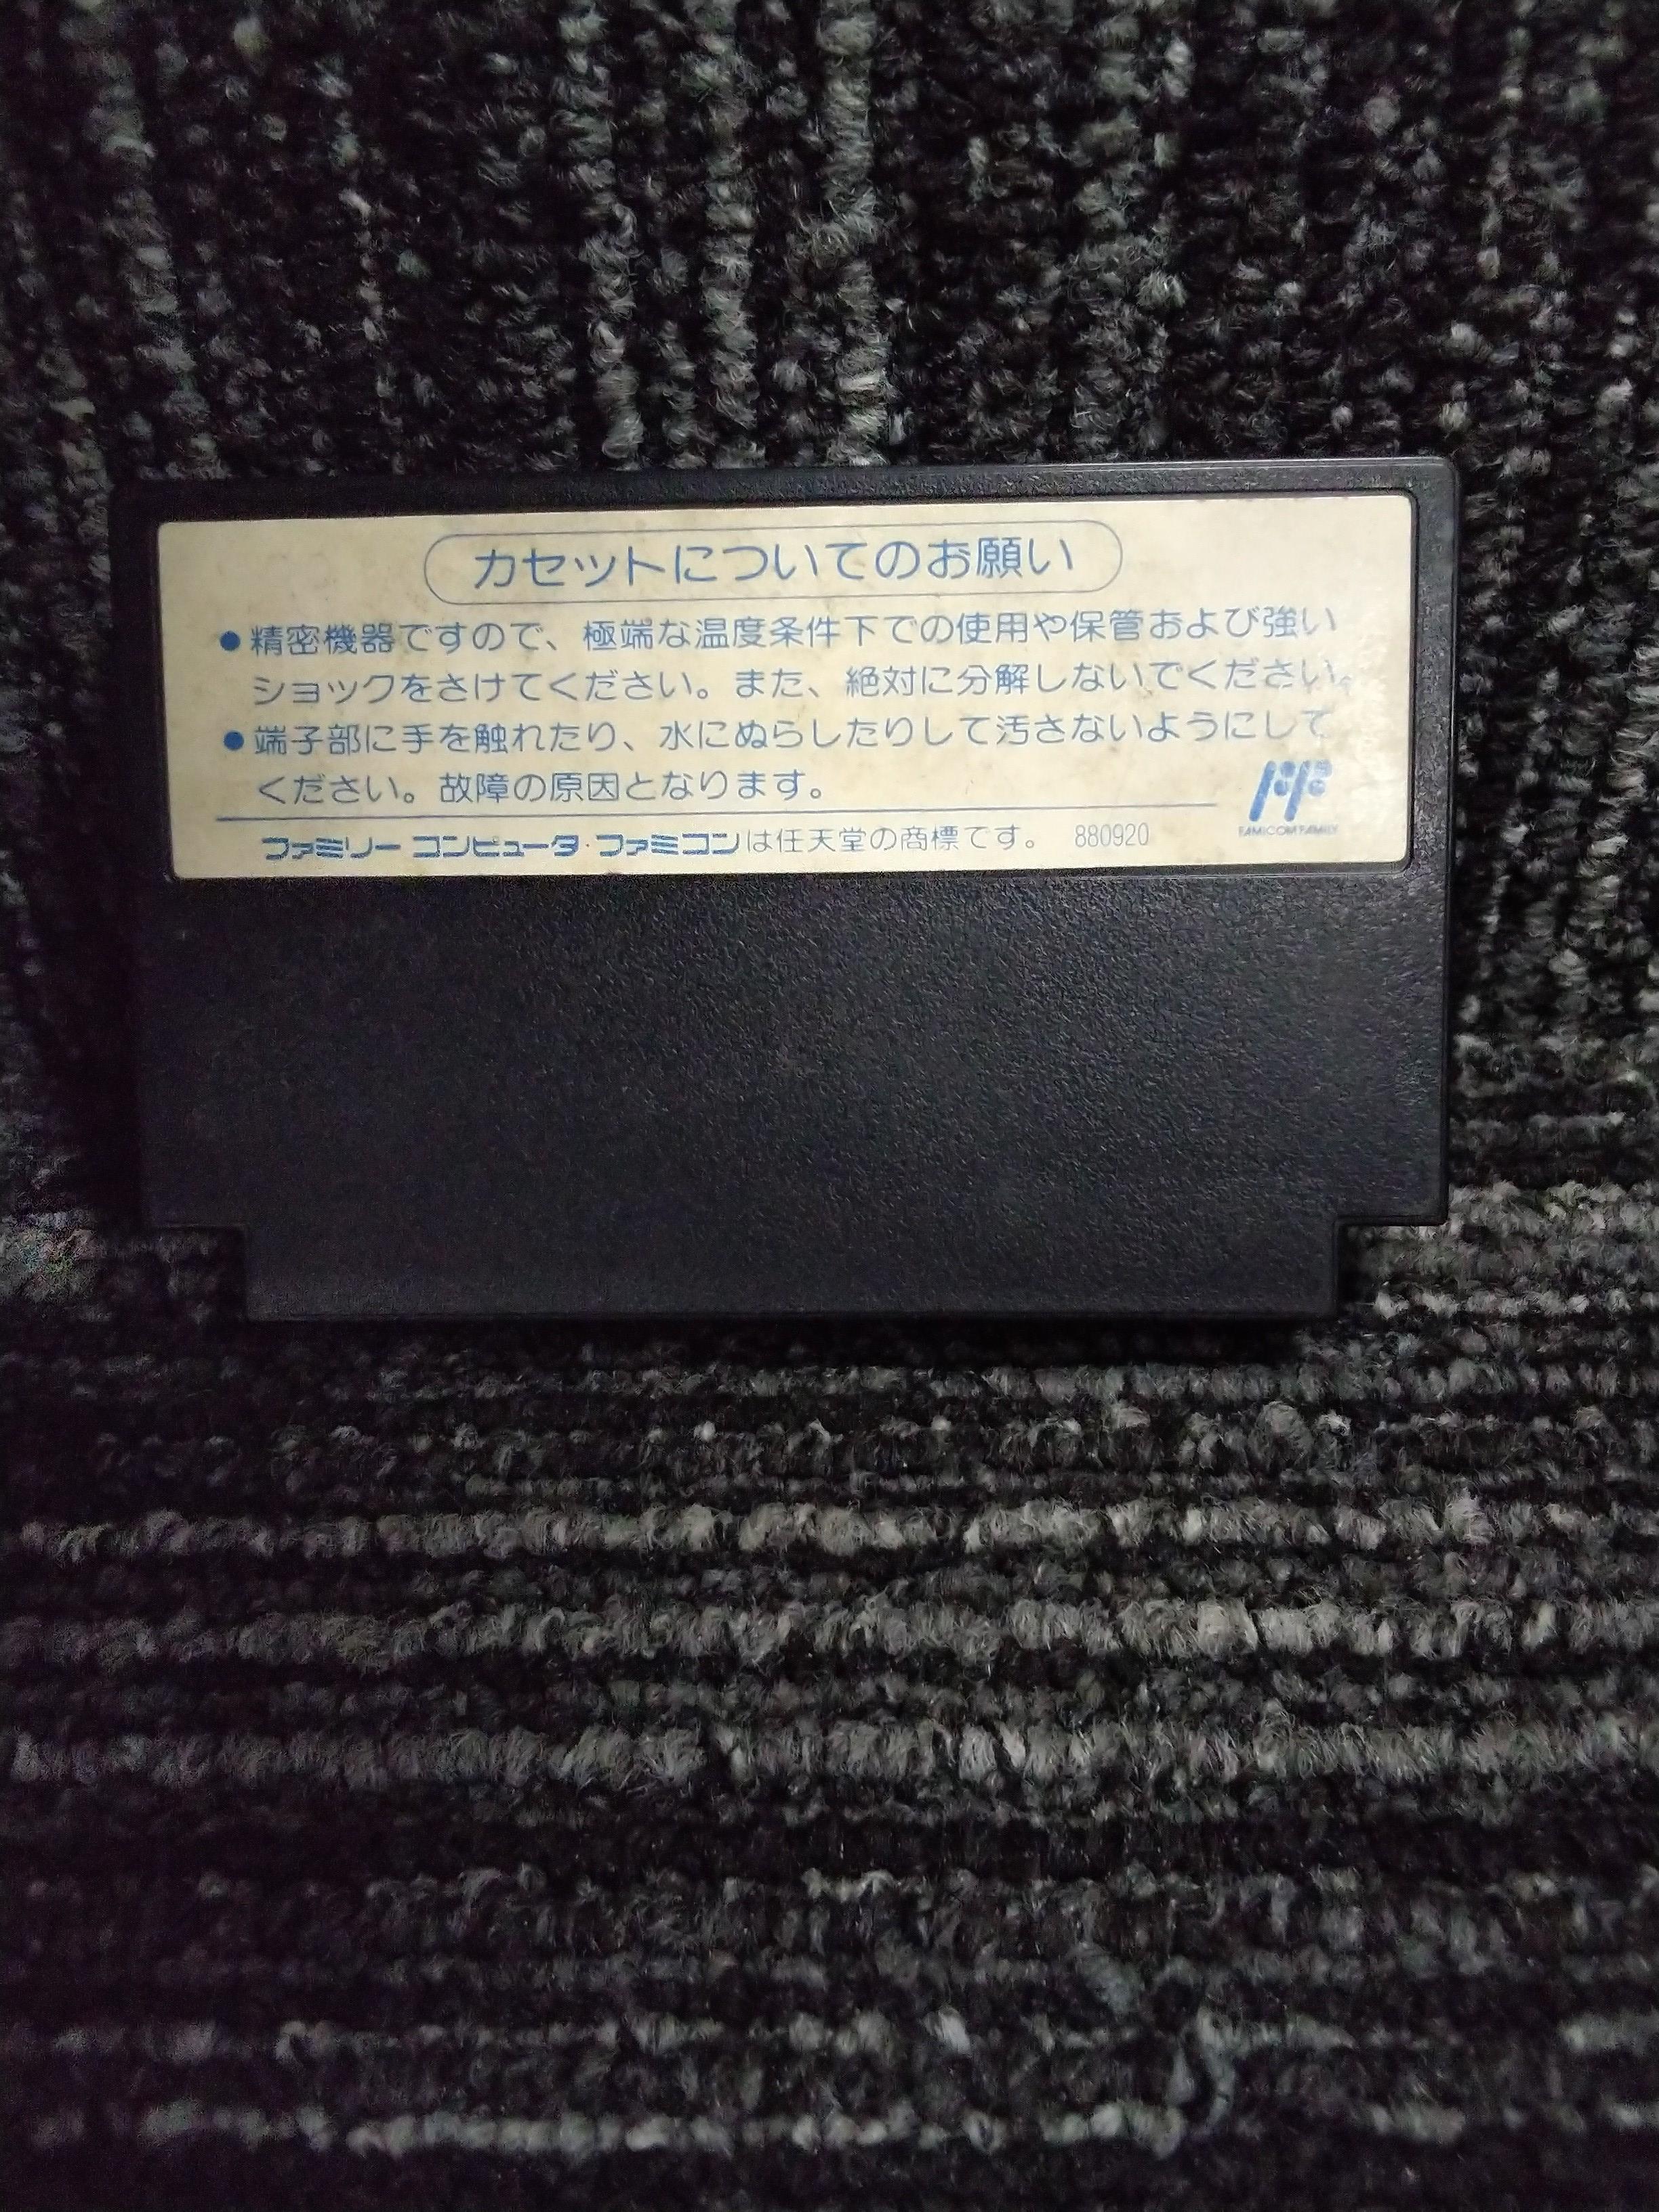 カセットについてのお願い
●精密機器ですので、極端な温度条件下での使用や保管および強い
ショックをさけてください。また、絶対に分解しないでください。
●端子部に手を触れたり、水にぬらしたりして汚さないようにして
ください。故障の原因となります。
ファミリーコンピュータ・ファミコンは任天堂の商標です。 880920
FAMICOM FAMILY